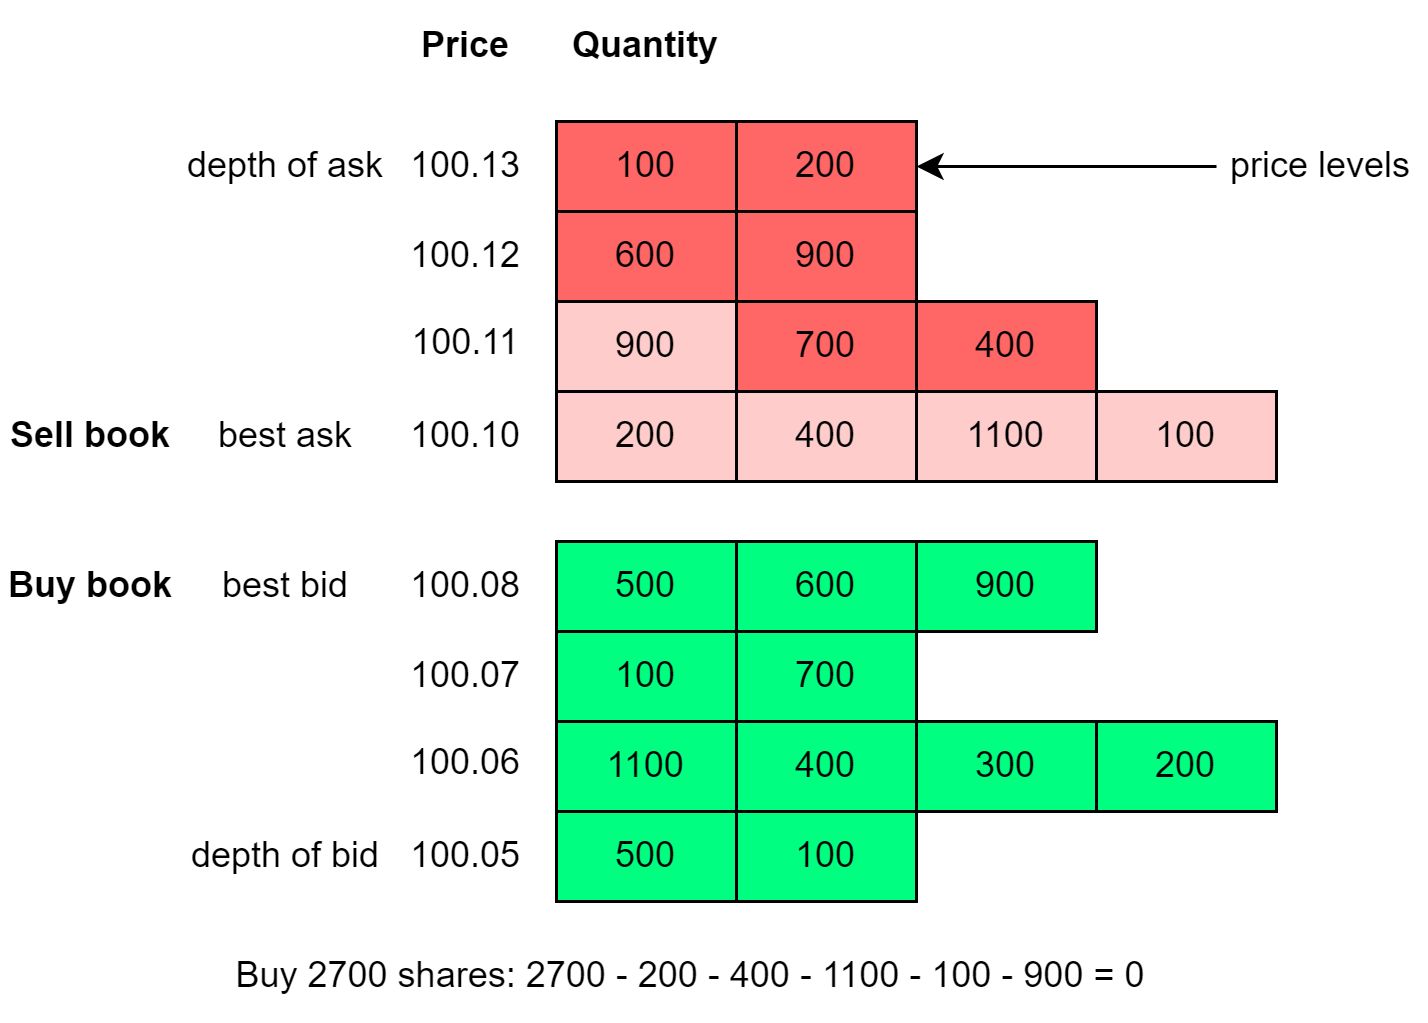 Price Quantity
depth of ask 100.13 100 200 price levels
100.12 600 900
100.11 900 700 400
Sell book best ask 100.10 200 400 1100 100
Buy book best bid 100.08 500 600 900
100.07 100 700
100.06 1100 400 300 200
depth of bid 100.05 500 100
Buy 2700 shares: 2700 - 200 - 400 - 1100 - 100 - 900 = 0